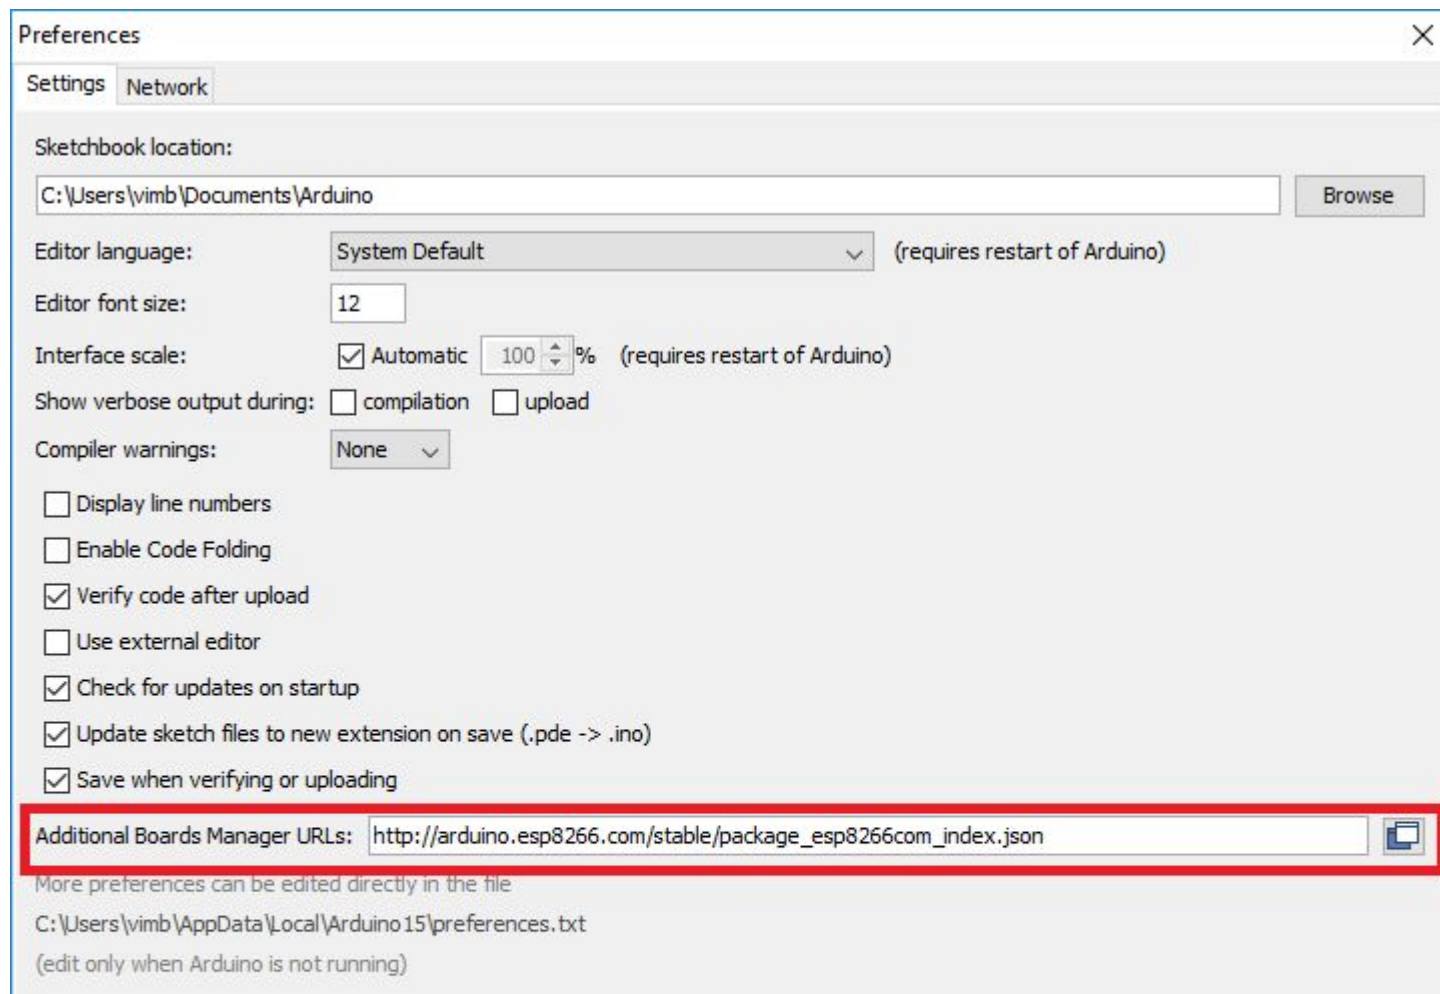 Preferences
Settings Network
Sketchbook location:
C:\Users\vimb\Documents\Arduino Browse
Editor language: System Default (requires restart of Arduino)
Editor font size: 12
Interface scale: Automatic 100 % (requires restart of Arduino)
Show verbose output during: compilation upload
Compiler warnings: None
Display line numbers
Enable Code Folding
Verify code after upload
Use external editor
Check for updates on startup
Update sketch files to new extension on save (.pde -> .ino)
Save when verifying or uploading
Additional Boards Manager URLs: http://arduino.esp8266.com/stable/package_esp8266com_index.json
More preferences can be edited directly in the file
C:\Users\vimb\AppData\Local\Arduino15\preferences.txt
(edit only when Arduino is not running)